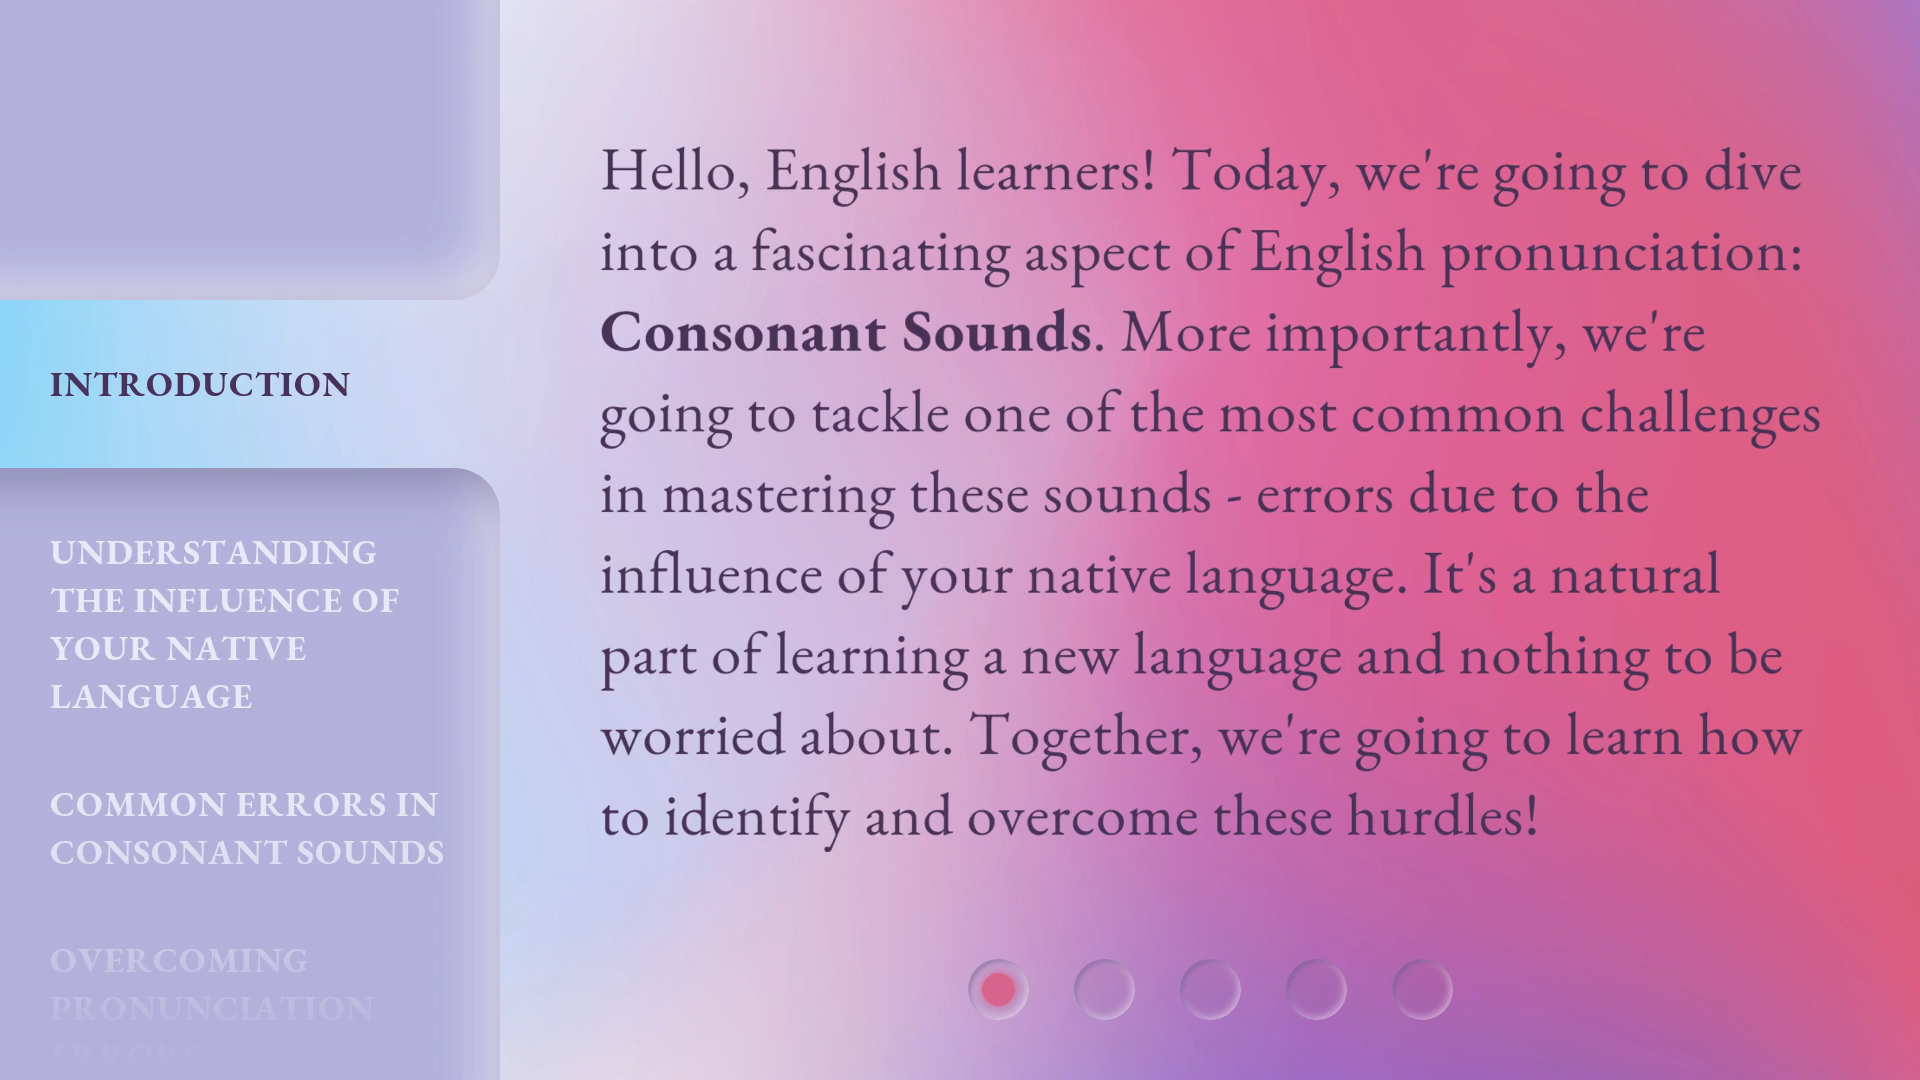 INTRODUCTION
UNDERSTANDING
THE INFLUENCE OF
YOUR NATIVE
LANGUAGE
COMMON ERRORS IN
CONSONANT SOUNDS
OVERCOMING
PRONUNCIATION
ERRORS
Hello, English learners! Today, we're going to dive
into a fascinating aspect of English pronunciation:
Consonant Sounds. More importantly, we're
going to tackle one of the most common challenges
in mastering these sounds - errors due to the
influence of your native language. It's a natural
part of learning a new language and nothing to be
worried about. Together, we're going to learn how
to identify and overcome these hurdles!